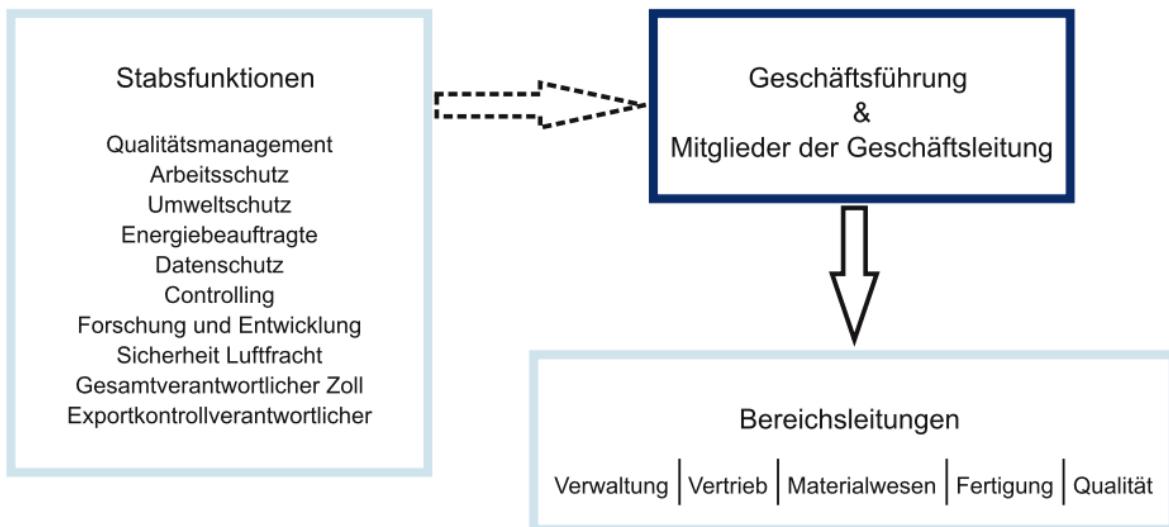 Stabsfunktionen
Qualitätsmanagement
Arbeitsschutz
Umweltschutz
Energiebeauftragte
Datenschutz
Controlling
Forschung und Entwicklung
Sicherheit Luftfracht
Gesamtverantwortlicher Zoll
Exportkontrollverantwortlicher
Geschäftsführung
&
Mitglieder der Geschäftsleitung
Bereichsleitungen
Verwaltung | Vertrieb | Materialwesen | Fertigung | Qualität